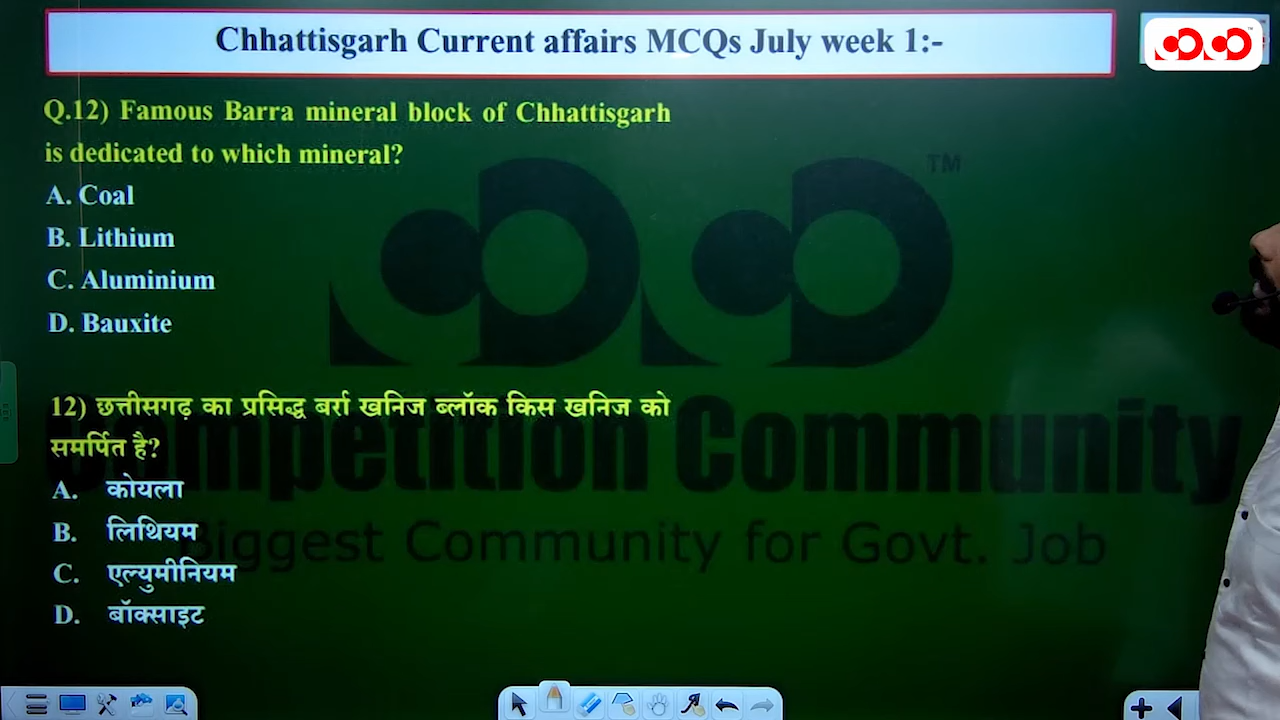 Chhattisgarh Current affairs MCQs July week 1:-
Q.12) Famous Barra mineral block of Chhattisgarh
is dedicated to which mineral?
A. Coal
B. Lithium
C. Aluminium
D. Bauxite
TM
12) छत्तीसगढ़ का प्रसिद्ध बर्रा खनिज ब्लॉक किस खनिज को
समर्पित है?
A. कोयला
B. लिथियम
C. एल्युमीनियम
D. बॉक्साइट
Competition Community
Biggest Community for Govt. Job